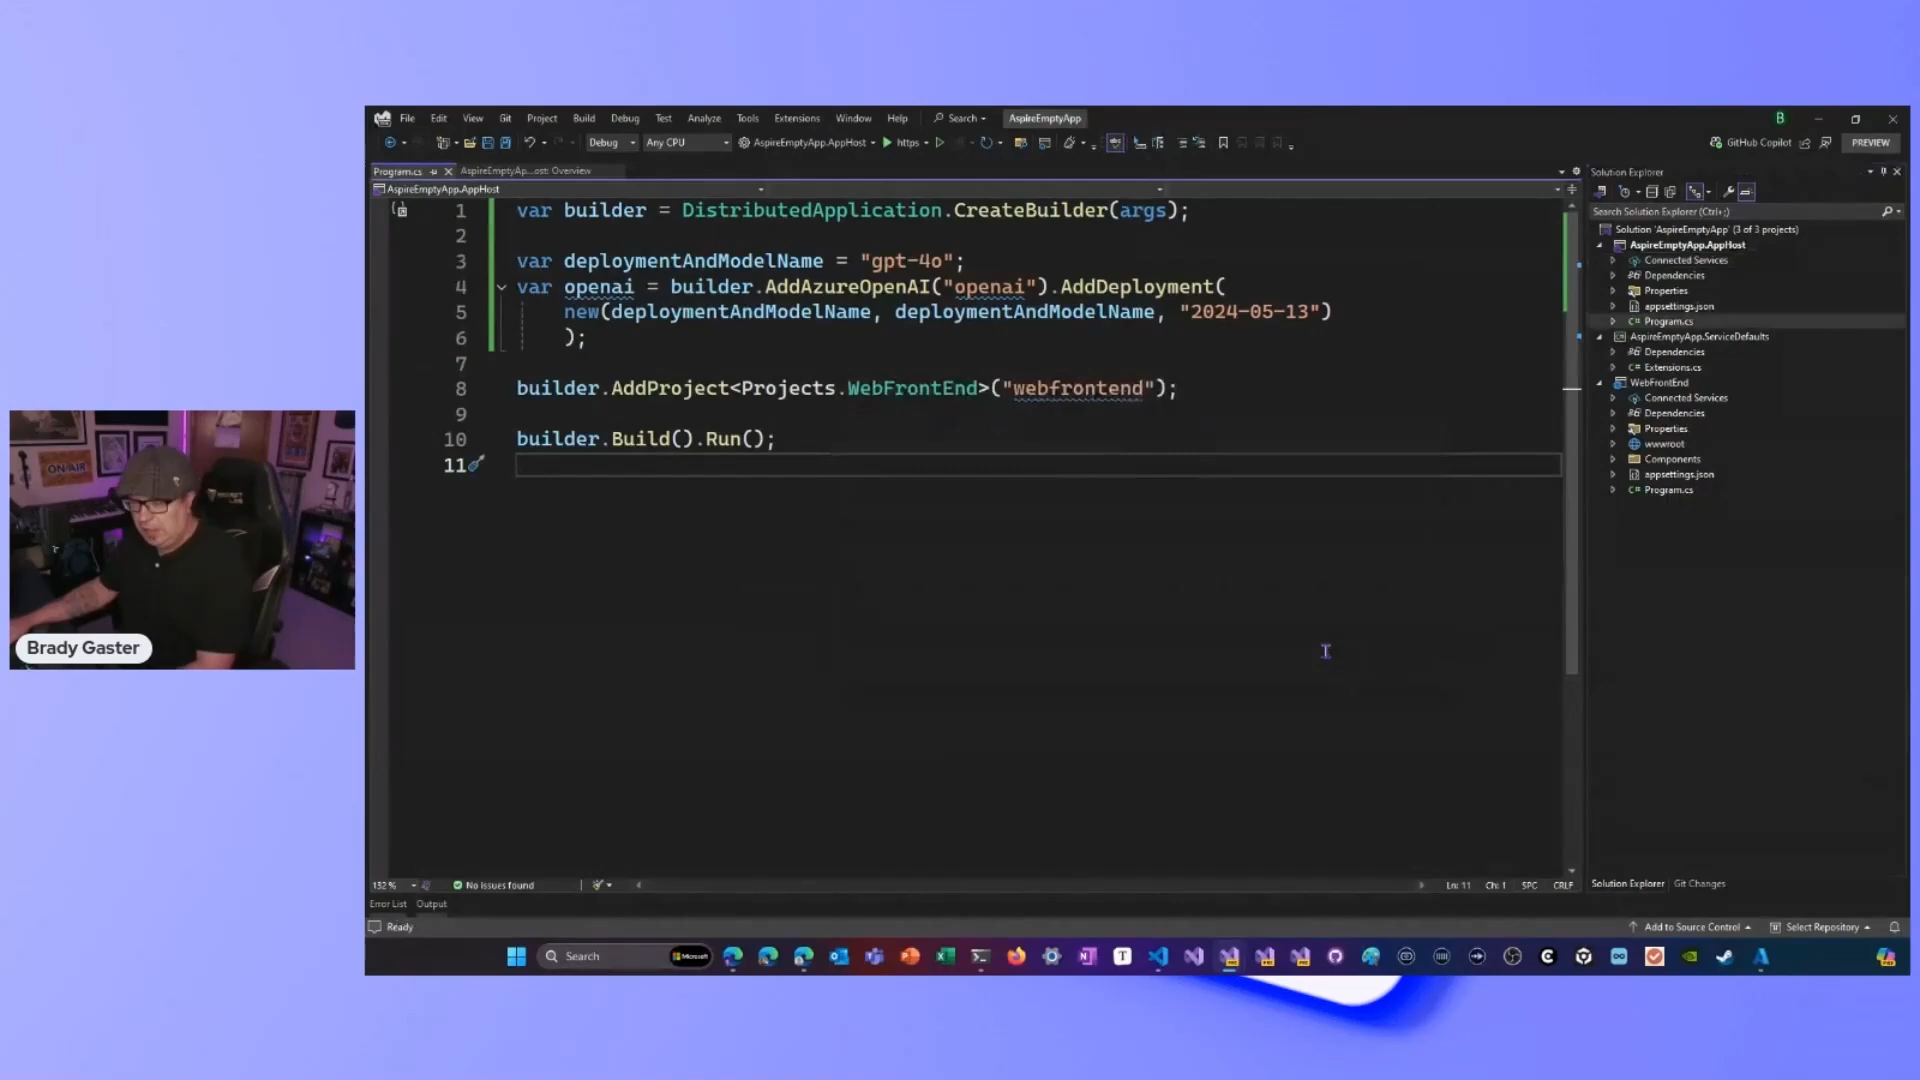 File Edit View Git Project Build Debug Test Analyze Tools Extensions Window Help Search AspireEmptyApp B
Debug Any CPU AspireEmptyApp.AppHost https GitHub Copilot PREVIEW
Program.cs AspireEmptyAp...ost: Overview
AspireEmptyApp.AppHost
1 var builder = DistributedApplication.CreateBuilder(args);
2
3 var deploymentAndModelName = "gpt-4o";
4 var openai = builder.AddAzureOpenAI("openai").AddDeployment(
5 new(deploymentAndModelName, deploymentAndModelName, "2024-05-13")
6 );
7
8 builder.AddProject<Projects.WebFrontEnd>("webfrontend");
9
10 builder.Build().Run();
11
Solution Explorer
Search Solution Explorer (Ctrl+;)
Solution 'AspireEmptyApp' (3 of 3 projects)
AspireEmptyApp.AppHost
Connected Services
Dependencies
Properties
appsettings.json
C# Program.cs
AspireEmptyApp.ServiceDefaults
Dependencies
C# Extensions.cs
WebFrontEnd
Connected Services
Dependencies
Properties
wwwroot
Components
appsettings.json
C# Program.cs
ON AIR
Brady Gaster
132 % No issues found Ln: 11 Ch: 1 SPC CRLF
Solution Explorer Git Changes
Error List Output
Ready Add to Source Control Select Repository
Search Microsoft